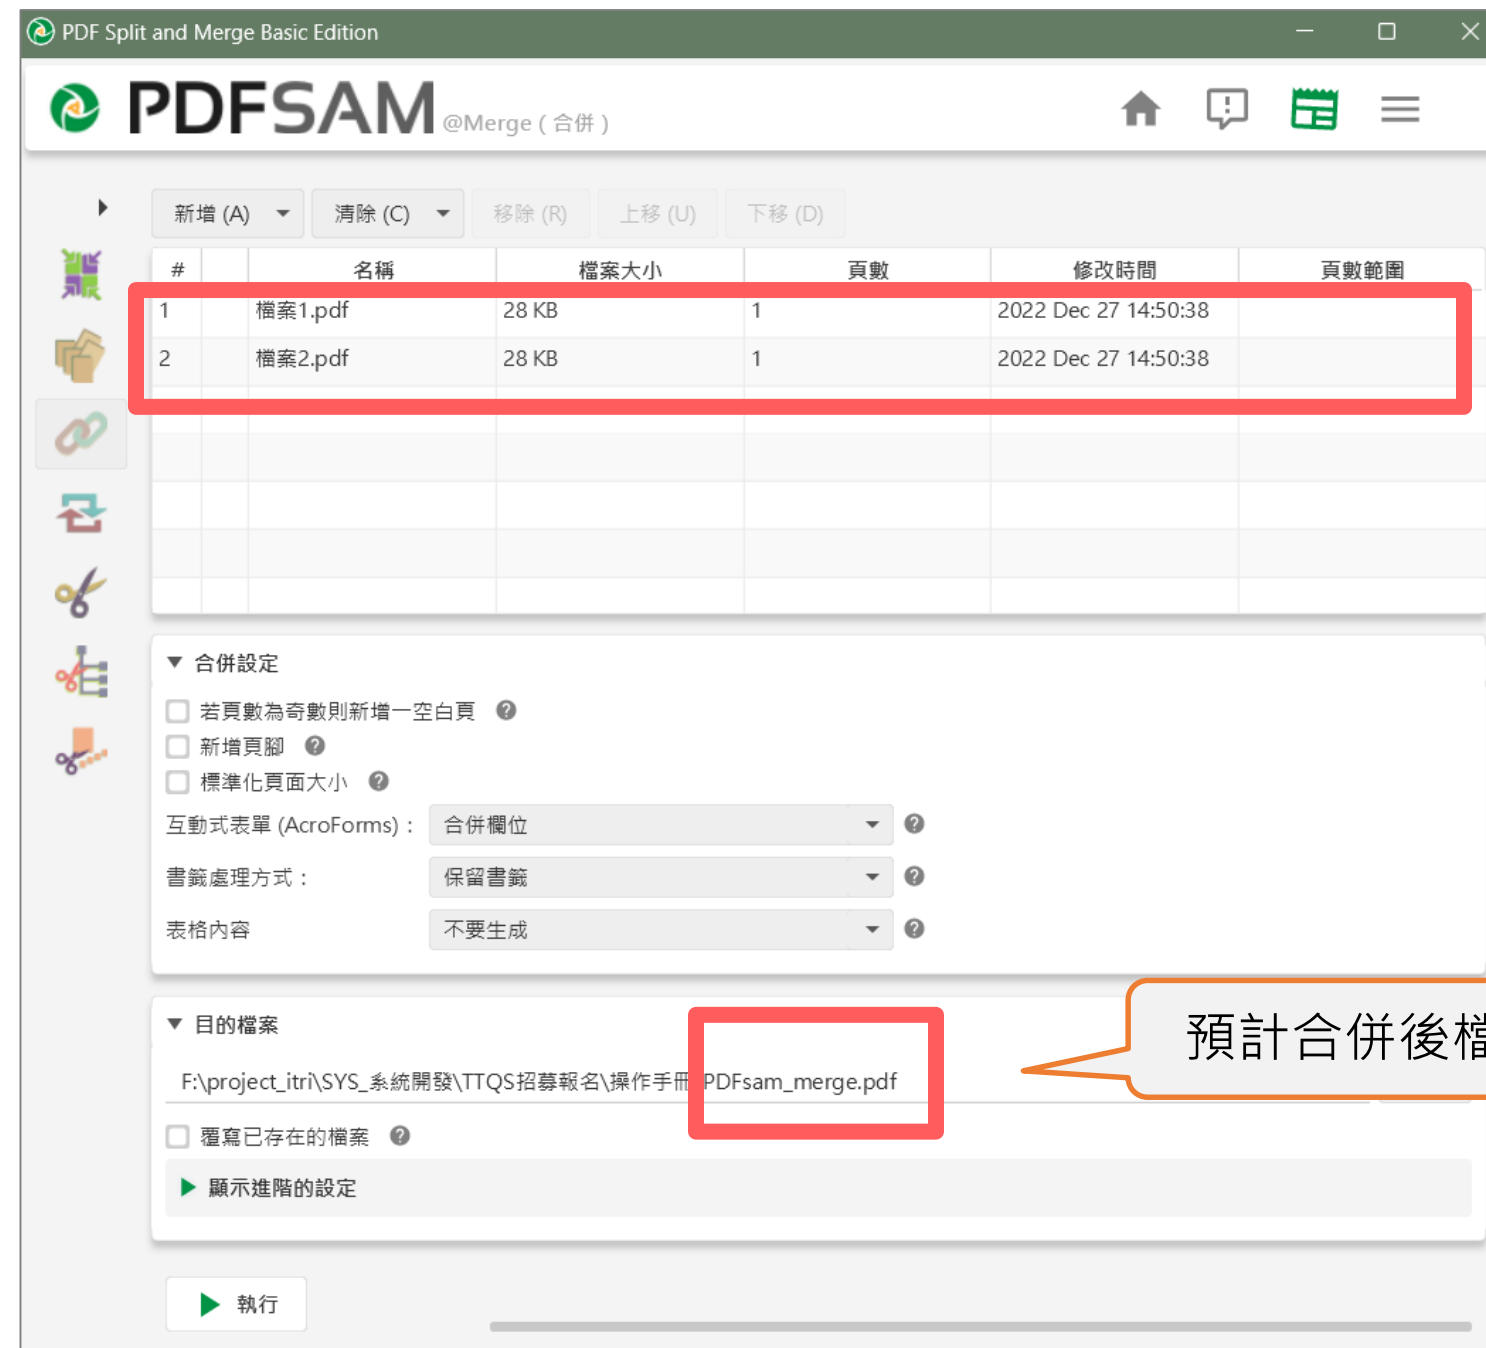 PDF Split and Merge Basic Edition
PDFSAM @Merge ( 合併 )
新增 (A) 清除 (C) 移除 (R) 上移 (U) 下移 (D)
# 名稱 檔案大小 頁數 修改時間 頁數範圍
1 檔案1.pdf 28 KB 1 2022 Dec 27 14:50:38
2 檔案2.pdf 28 KB 1 2022 Dec 27 14:50:38
合併設定
若頁數為奇數則新增一空白頁
新增頁腳
標準化頁面大小
互動式表單 (AcroForms) : 合併欄位
書籤處理方式 : 保留書籤
表格內容 不要生成
目的檔案
預計合併後檔
F:\project_itri\SYS_系統開發\TTQS招募報名\操作手冊\PDFsam_merge.pdf
覆寫已存在的檔案
顯示進階的設定
執行